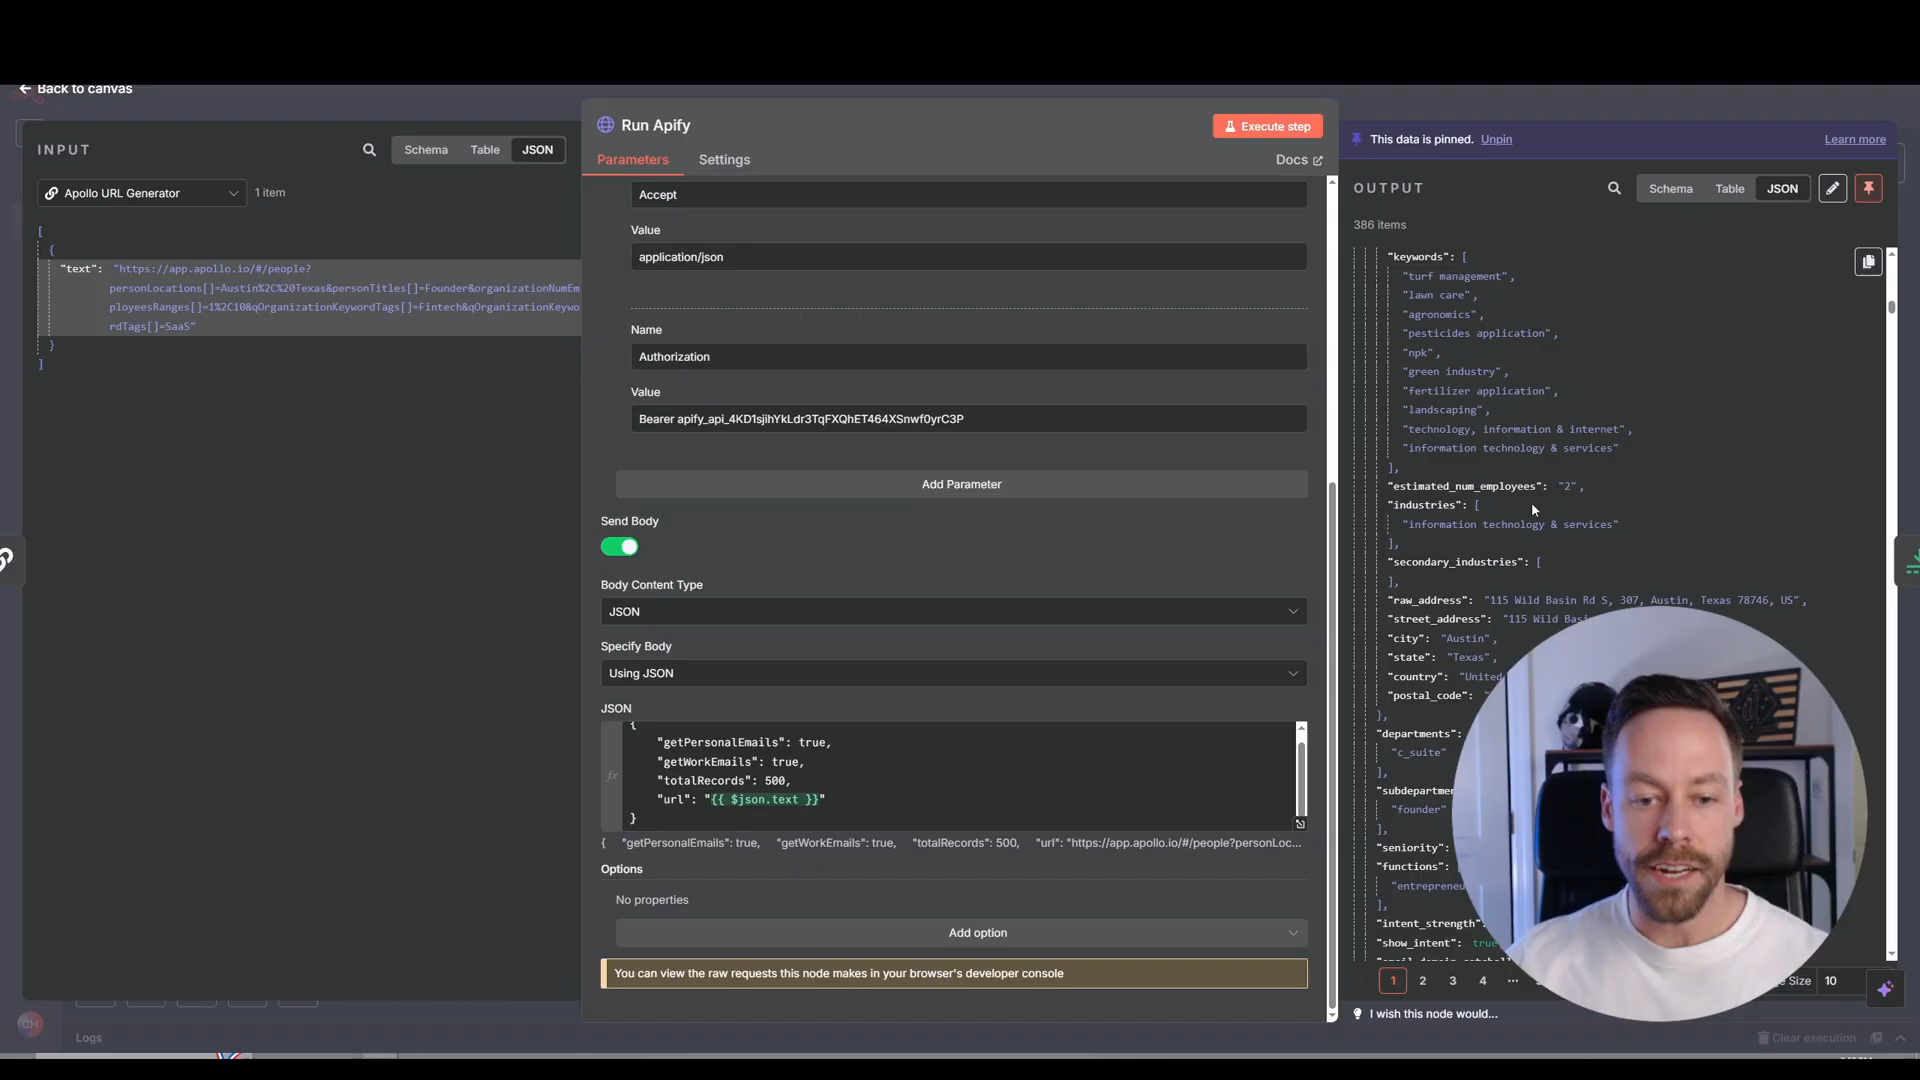 Back to canvas
INPUT
Schema
Table
JSON
Apollo URL Generator
1 item
[
{
"text": "https://app.apollo.io/#/people?
personLocations[]=Austin%2C%20Texas&personTitles[]=Founder&organizationNumEm
ployeesRanges[]=1%2C10&qOrganizationKeywordTags[]=Fintech&qOrganizationKeywo
rdTags[]=SaaS"
}
]
Run Apify
Execute step
Parameters
Settings
Docs
Accept
Value
application/json
Name
Authorization
Value
Bearer apify_api_4KD1sjihYkLdr3TqFXQhET464XSnwf0yrC3P
Add Parameter
Send Body
Body Content Type
JSON
Specify Body
Using JSON
JSON
fx
{
"getPersonalEmails": true,
"getWorkEmails": true,
"totalRecords": 500,
"url": "{{ $json.text }}"
}
{ "getPersonalEmails": true, "getWorkEmails": true, "totalRecords": 500, "url": "https://app.apollo.io/#/people?personLoc...
Options
No properties
Add option
You can view the raw requests this node makes in your browser's developer console
This data is pinned. Unpin
Learn more
OUTPUT
Schema
Table
JSON
386 items
"keywords": [
"turf management",
"lawn care",
"agronomics",
"pesticides application",
"npk",
"green industry",
"fertilizer application",
"landscaping",
"technology, information & internet",
"information technology & services"
],
"estimated_num_employees": "2",
"industries": [
"information technology & services"
],
"secondary_industries": [
],
"raw_address": "115 Wild Basin Rd S, 307, Austin, Texas 78746, US",
"street_address": "115 Wild Basi
"city": "Austin",
"state": "Texas",
"country": "United
"postal_code": "
},
"departments":
"c_suite"
],
"subdepartmen
"founder"
],
"seniority":
"functions":
"entrepreneu
],
"intent_strength"
"show_intent": true
1
2
3
4
...
Size
10
I wish this node would...
CH
Logs
Clear execution